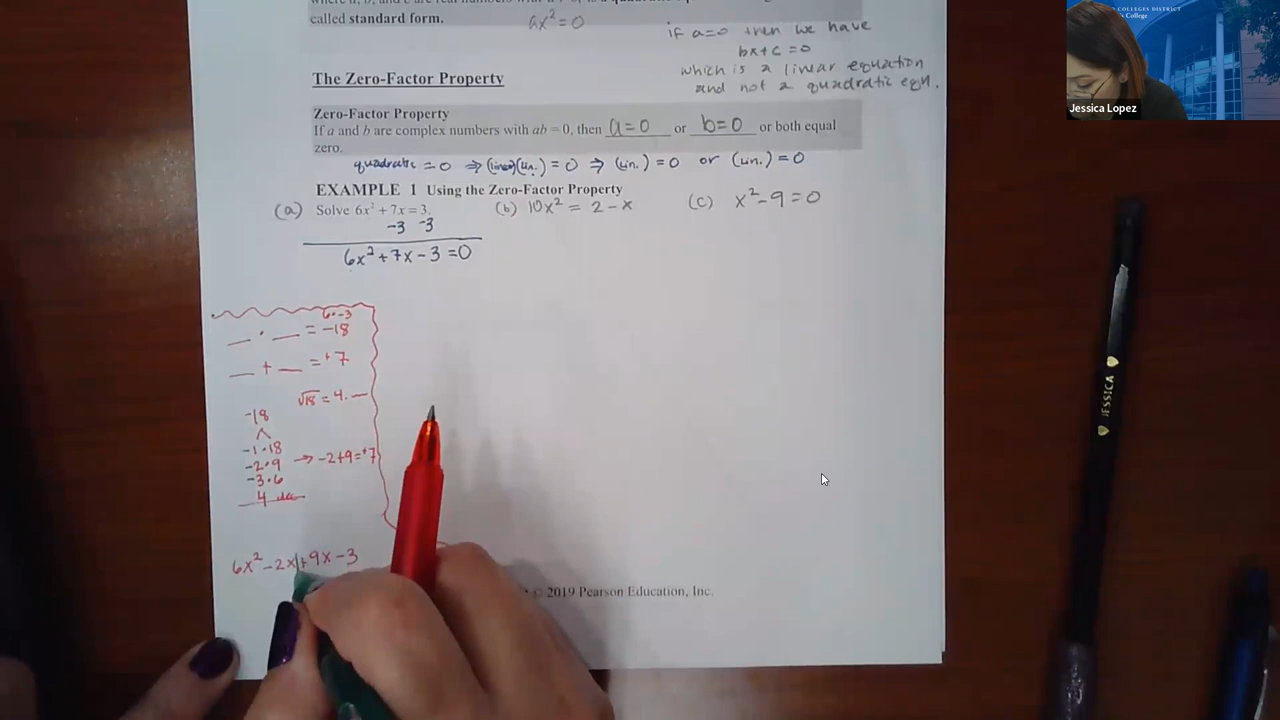 called standard form.
ax² = 0
if a=0 then we have
bx+c = 0
which is a linear equation
and not a quadratic eqn.
The Zero-Factor Property
Zero-Factor Property
If a and b are complex numbers with ab = 0, then a=0 or b=0 or both equal
zero.
quadratic = 0 ⇒ (linear)(lin.) = 0 ⇒ (lin.) = 0 or (lin.) = 0
EXAMPLE 1 Using the Zero-Factor Property
(a) Solve 6x² + 7x = 3. (b) 10x² = 2 - x (c) x² - 9 = 0
-3 -3
6x² + 7x - 3 = 0
6·-3
__ · __ = -18
__ + __ = +7
√18 = 4.
-18
-1·18
-2·9 → -2+9=+7
-3·6
4
6x² - 2x + 9x - 3
© 2019 Pearson Education, Inc.
COLLEGES DISTRICT
College
Jessica Lopez
JESSICA